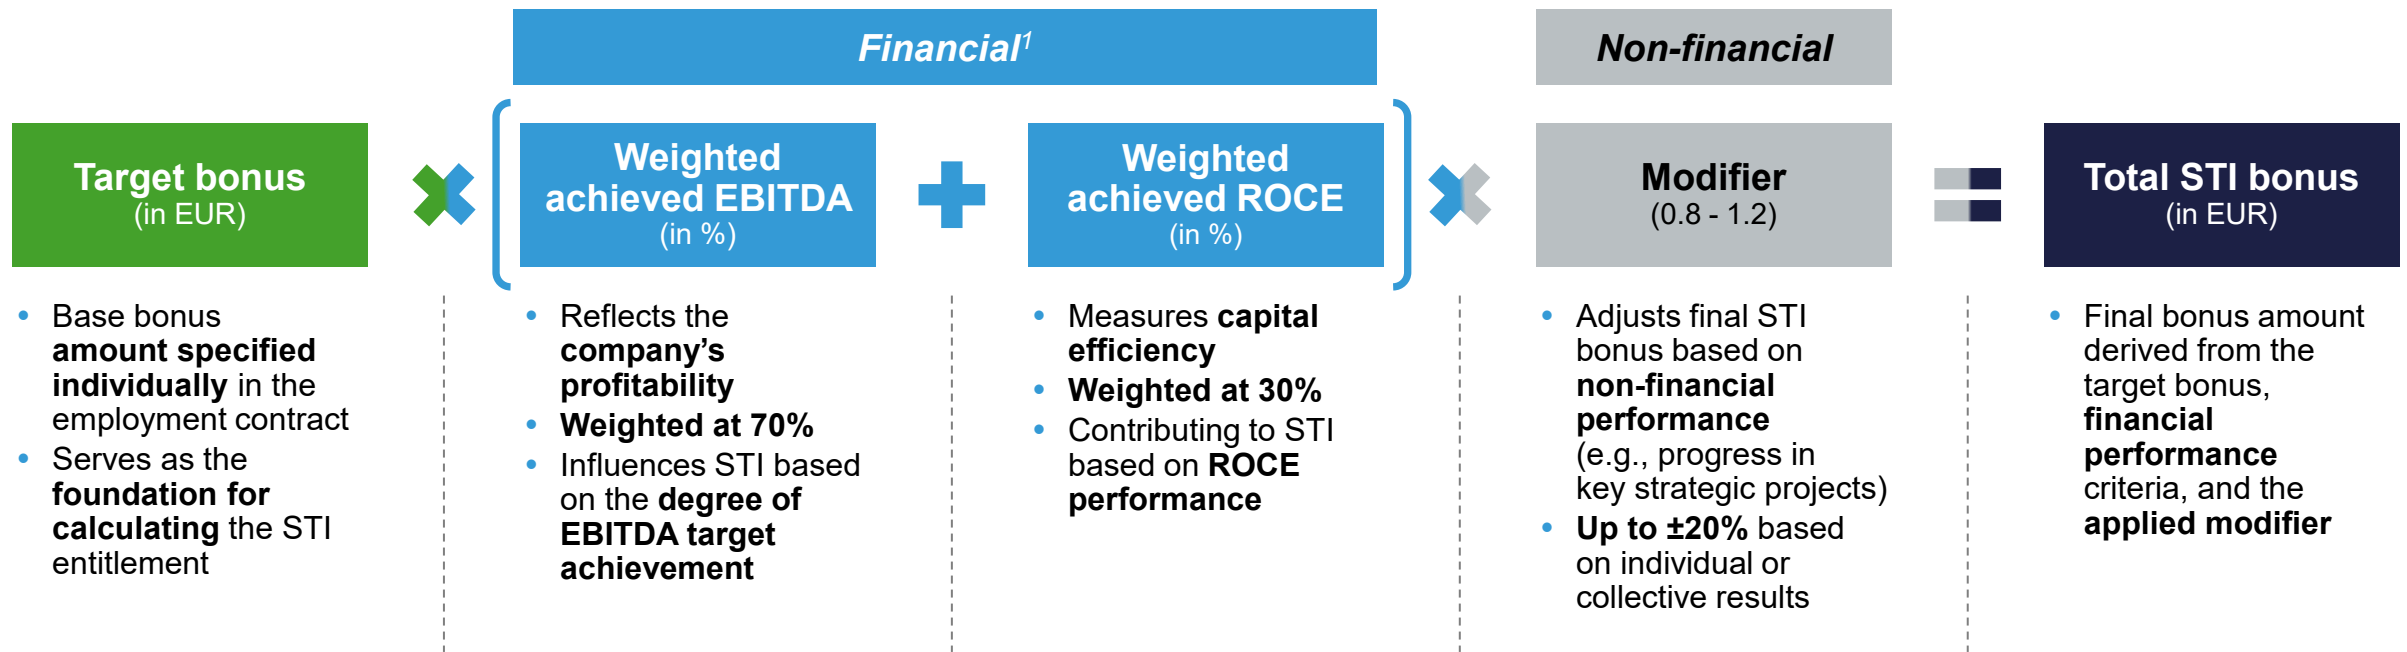 Financial1
Non-financial
Target bonus
(in EUR)
Weighted
achieved EBITDA
(in %)
Weighted
achieved ROCE
(in %)
Modifier
(0.8 - 1.2)
Total STI bonus
(in EUR)
• Base bonus
amount specified
individually in the
employment contract
• Serves as the
foundation for
calculating the STI
entitlement
• Reflects the
company’s
profitability
• Weighted at 70%
• Influences STI based
on the degree of
EBITDA target
achievement
• Measures capital
efficiency
• Weighted at 30%
• Contributing to STI
based on ROCE
performance
• Adjusts final STI
bonus based on
non-financial
performance
(e.g., progress in
key strategic projects)
• Up to ±20% based
on individual or
collective results
• Final bonus amount
derived from the
target bonus,
financial
performance
criteria, and the
applied modifier